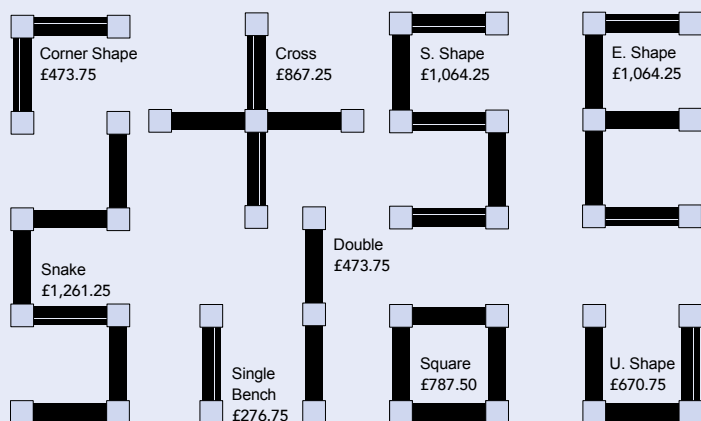 Corner Shape
£473.75
Cross
£867.25
S. Shape
£1,064.25
E. Shape
£1,064.25
Snake
£1,261.25
Double
£473.75
Single
Bench
£276.75
Square
£787.50
U. Shape
£670.75